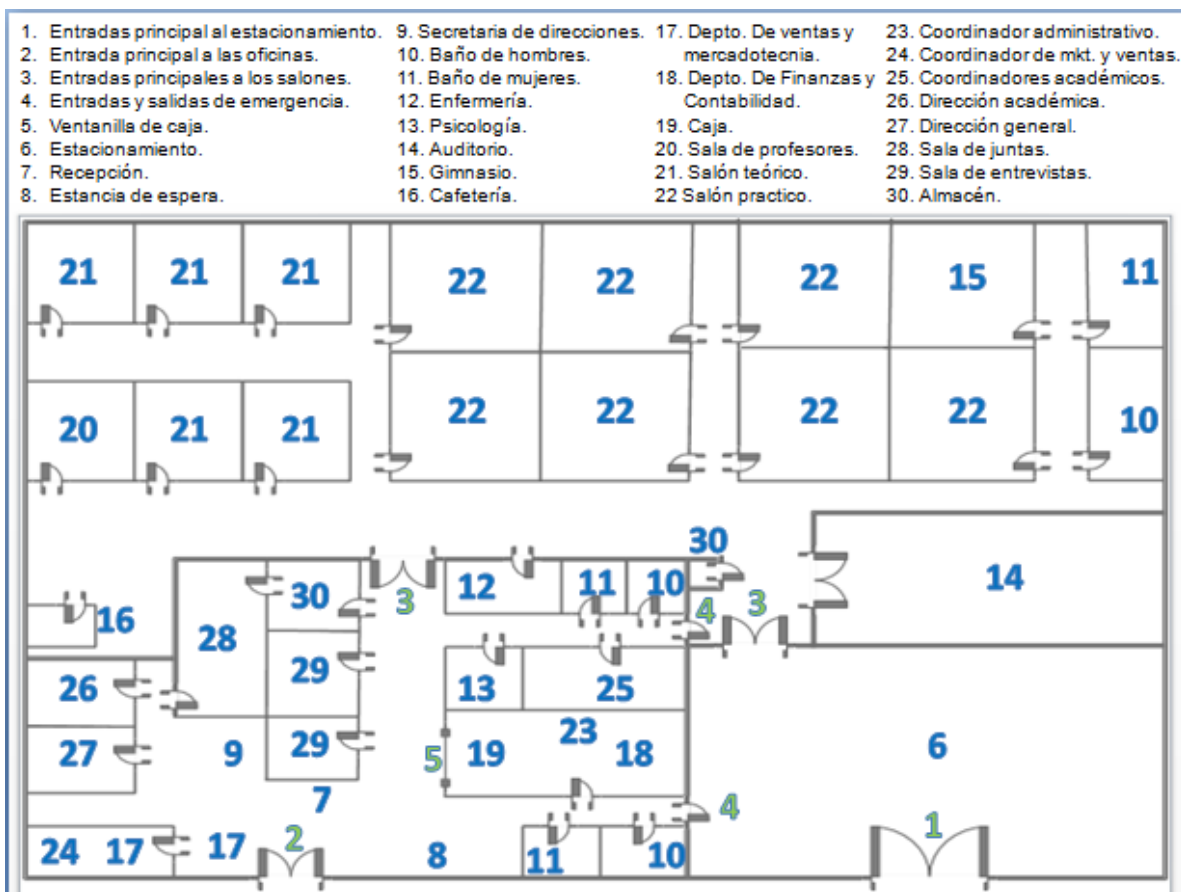 1. Entradas principal al estacionamiento.
2. Entrada principal a las oficinas.
3. Entradas principales a los salones.
4. Entradas y salidas de emergencia.
5. Ventanilla de caja.
6. Estacionamiento.
7. Recepción.
8. Estancia de espera.
9. Secretaria de direcciones.
10. Baño de hombres.
11. Baño de mujeres.
12. Enfermería.
13. Psicología.
14. Auditorio.
15. Gimnasio.
16. Cafetería.
17. Depto. De ventas y
mercadotecnia.
18. Depto. De Finanzas y
Contabilidad.
19. Caja.
20. Sala de profesores.
21. Salón teórico.
22 Salón practico.
23. Coordinador administrativo.
24. Coordinador de mkt. y ventas.
25. Coordinadores académicos.
26. Dirección académica.
27. Dirección general.
28. Sala de juntas.
29. Sala de entrevistas.
30. Almacén.
21 21 21 22 22 22 15 11
20 21 21 22 22 22 22 10
30
12 11 10 14
30 3 4 3
16
28
26 29 13 25
23
27 9 29 5 19 18 6
7
4 1
24 17 17 2 8 11 10